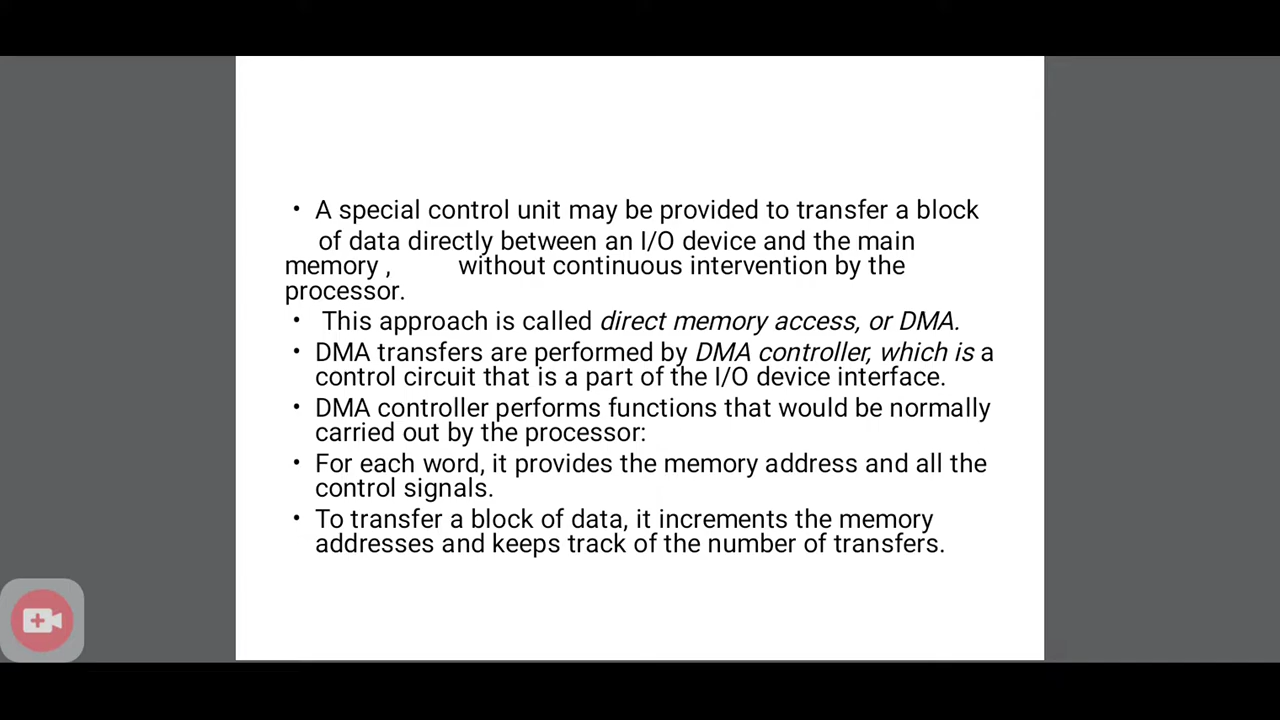 • A special control unit may be provided to transfer a block
of data directly between an I/O device and the main
memory , without continuous intervention by the
processor.
• This approach is called direct memory access, or DMA.
• DMA transfers are performed by DMA controller, which is a
control circuit that is a part of the I/O device interface.
• DMA controller performs functions that would be normally
carried out by the processor:
• For each word, it provides the memory address and all the
control signals.
• To transfer a block of data, it increments the memory
addresses and keeps track of the number of transfers.